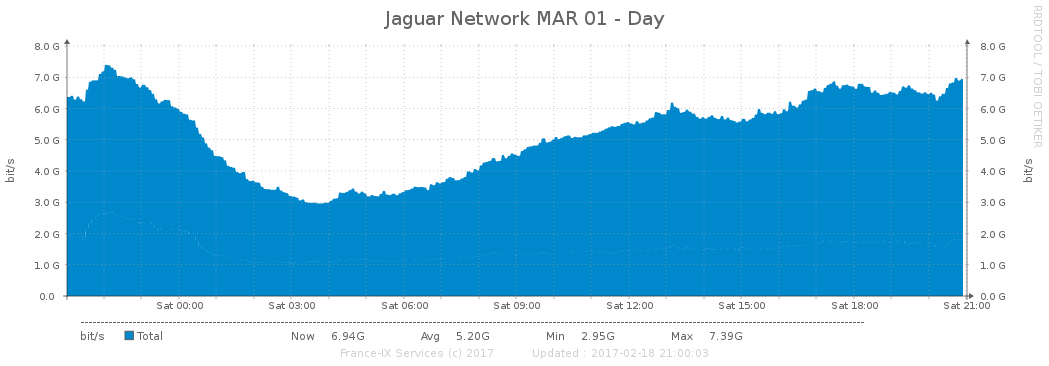 Jaguar Network MAR 01 - Day
RRDTOOL / TOBI OETIKER
bit/s
8.0 G
7.0 G
6.0 G
5.0 G
4.0 G
3.0 G
2.0 G
1.0 G
0.0
8.0 G
7.0 G
6.0 G
5.0 G
4.0 G
3.0 G
2.0 G
1.0 G
0.0 G
bit/s
Sat 00:00 Sat 03:00 Sat 06:00 Sat 09:00 Sat 12:00 Sat 15:00 Sat 18:00 Sat 21:00
bit/s Total Now 6.94G Avg 5.20G Min 2.95G Max 7.39G
France-IX Services (c) 2017 Updated : 2017-02-18 21:00:03